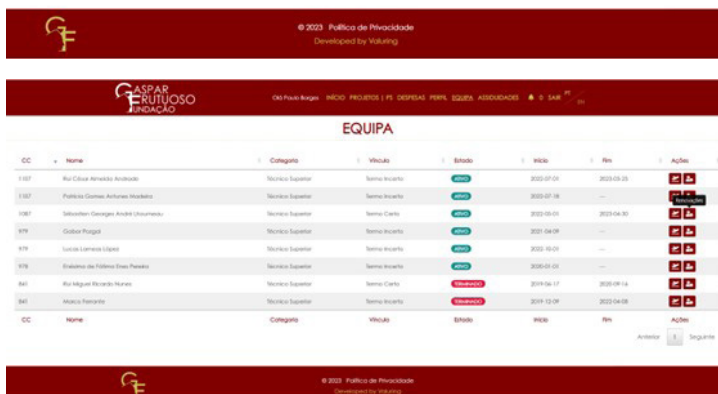 © 2023 Política de Privacidade
Developed by Valuring
GASPAR
FRUTUOSO
FUNDAÇÃO
Olá Paulo Borges INÍCIO PROJETOS | PS DESPESAS PERFIL EQUIPA ASSIDUIDADES 0 SAIR PT EN
EQUIPA
CC Nome Categoria Vínculo Estado Início Fim Ações
1107 Rui César Almeida Andrade Técnico Superior Termo Incerto ATIVO 2022-07-01 2023-03-25
1107 Patrícia Gomes Antunes Madeira Técnico Superior Termo Incerto ATIVO 2022-07-18 ---
Renovações
1087 Sébastien Georges André Técnico Superior Termo Certo ATIVO 2022-05-01 2023-04-30
979 Gabor Pozgai Técnico Superior Termo Incerto ATIVO 2021-04-09 ---
979 Lucas Lamelas López Técnico Superior Termo Incerto ATIVO 2022-10-01 ---
978 Enésima de Fátima Pereira Técnico Superior Termo Incerto ATIVO 2020-01-01 ---
841 Rui Miguel Ricardo Nunes Técnico Superior Termo Certo TERMINADO 2019-06-17 2020-09-16
841 Marco Ferrante Técnico Superior Termo Incerto TERMINADO 2019-12-09 2022-04-08
CC Nome Categoria Vínculo Estado Início Fim Ações
Anterior 1 Seguinte
© 2023 Política de Privacidade
Developed by Valuring